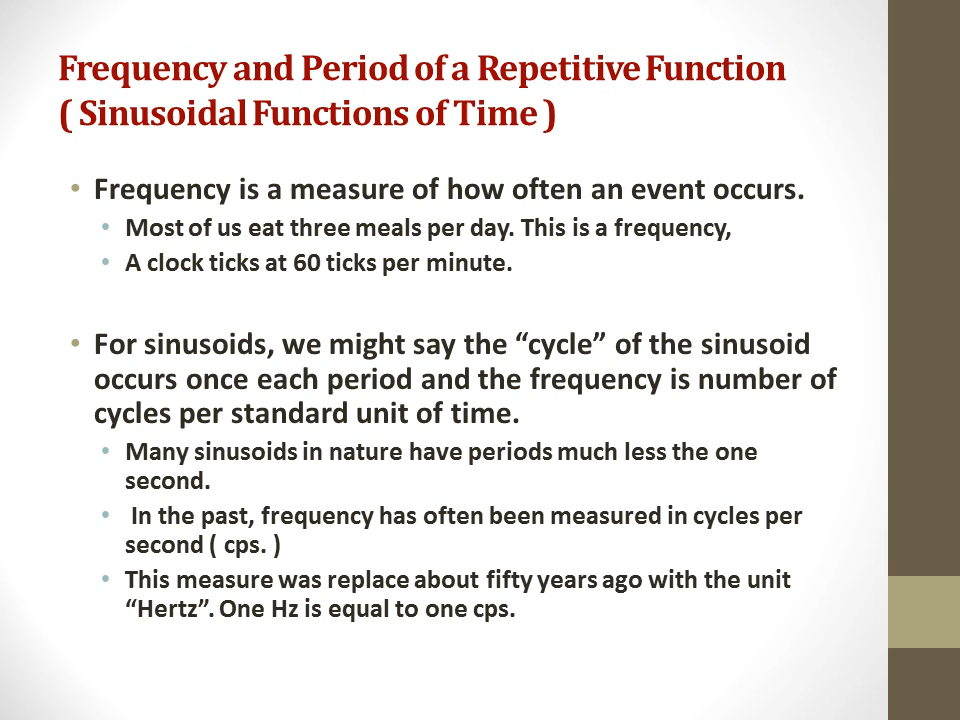 Frequency and Period of a Repetitive Function
( Sinusoidal Functions of Time )
• Frequency is a measure of how often an event occurs.
• Most of us eat three meals per day. This is a frequency,
• A clock ticks at 60 ticks per minute.
• For sinusoids, we might say the “cycle” of the sinusoid
occurs once each period and the frequency is number of
cycles per standard unit of time.
• Many sinusoids in nature have periods much less the one
second.
• In the past, frequency has often been measured in cycles per
second ( cps. )
• This measure was replace about fifty years ago with the unit
“Hertz”. One Hz is equal to one cps.